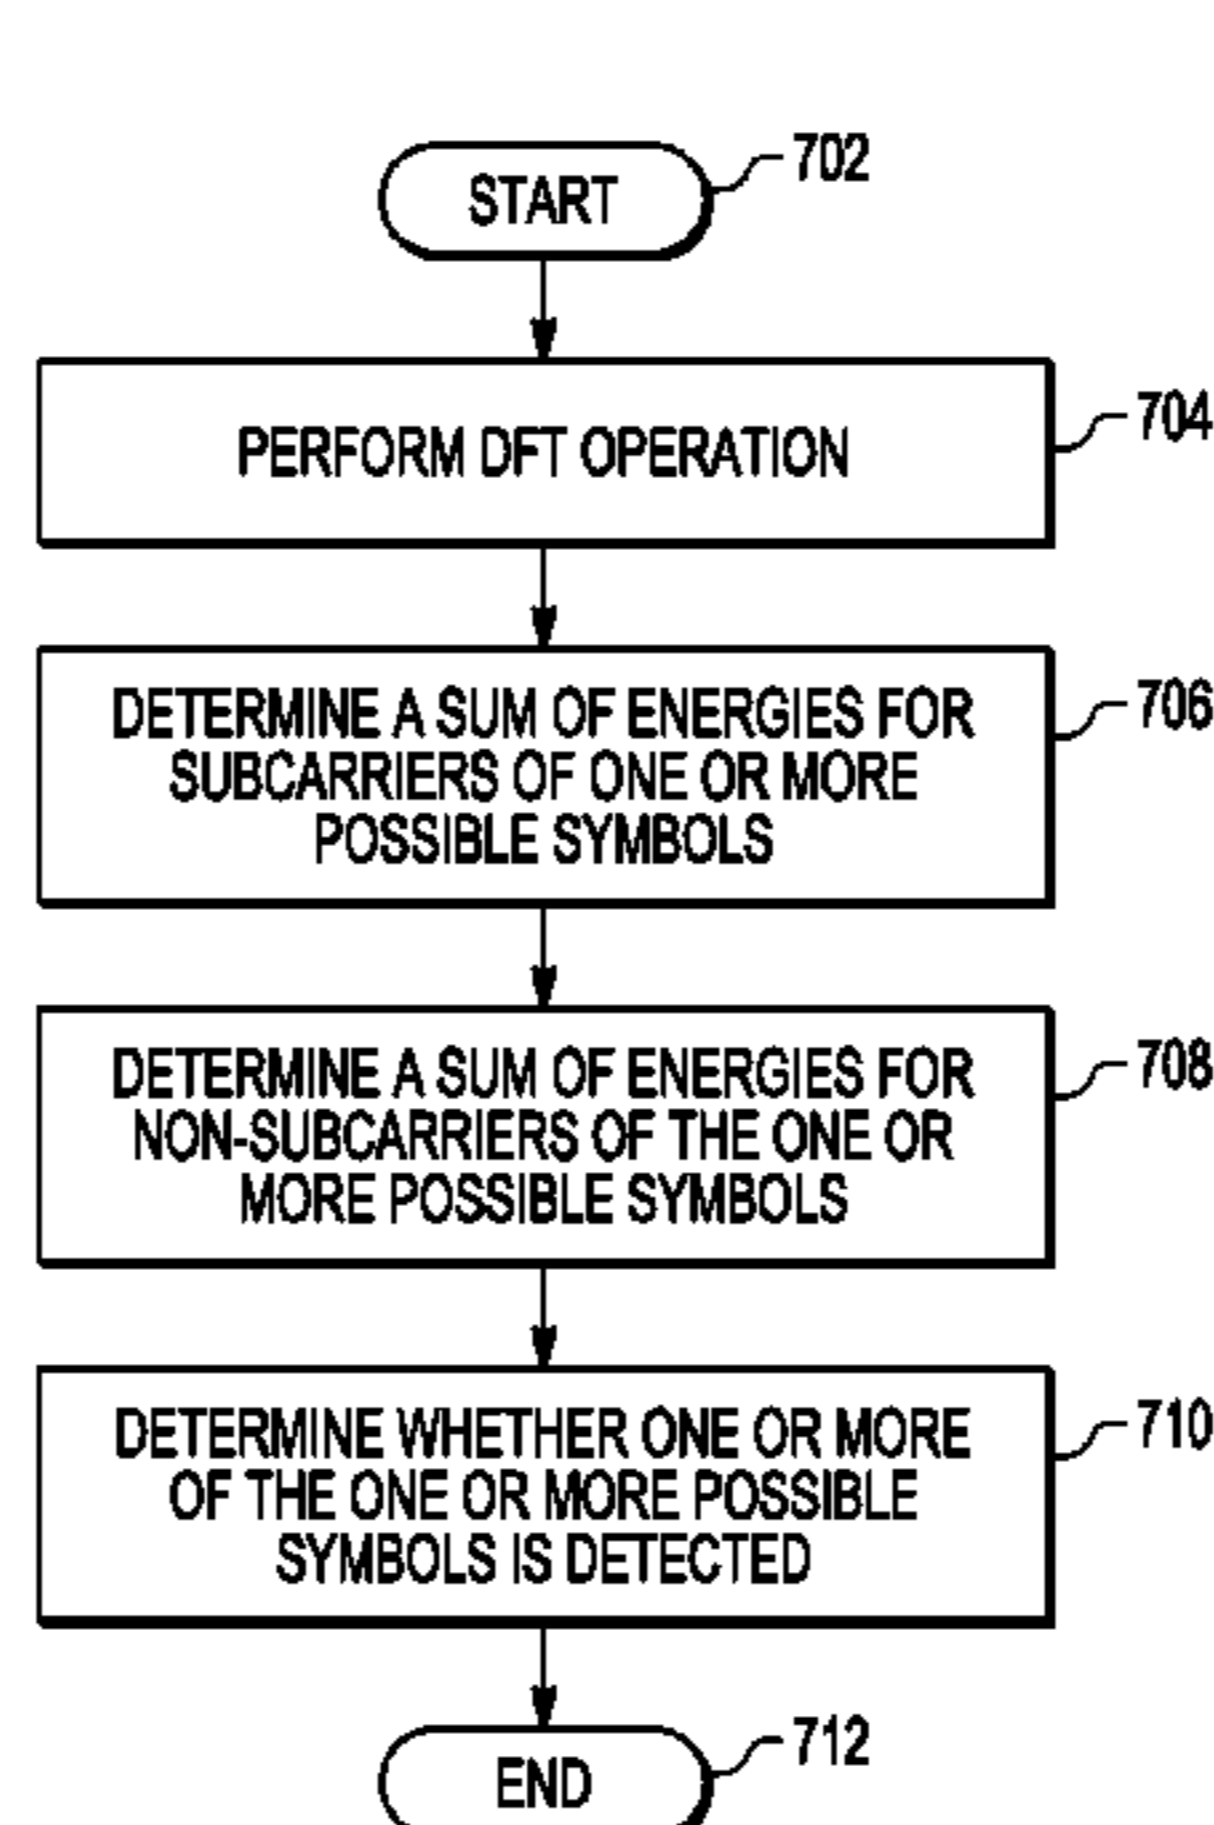 START
702
PERFORM DFT OPERATION
704
DETERMINE A SUM OF ENERGIES FOR
SUBCARRIERS OF ONE OR MORE
POSSIBLE SYMBOLS
706
DETERMINE A SUM OF ENERGIES FOR
NON-SUBCARRIERS OF THE ONE OR
MORE POSSIBLE SYMBOLS
708
DETERMINE WHETHER ONE OR MORE
OF THE ONE OR MORE POSSIBLE
SYMBOLS IS DETECTED
710
END
712